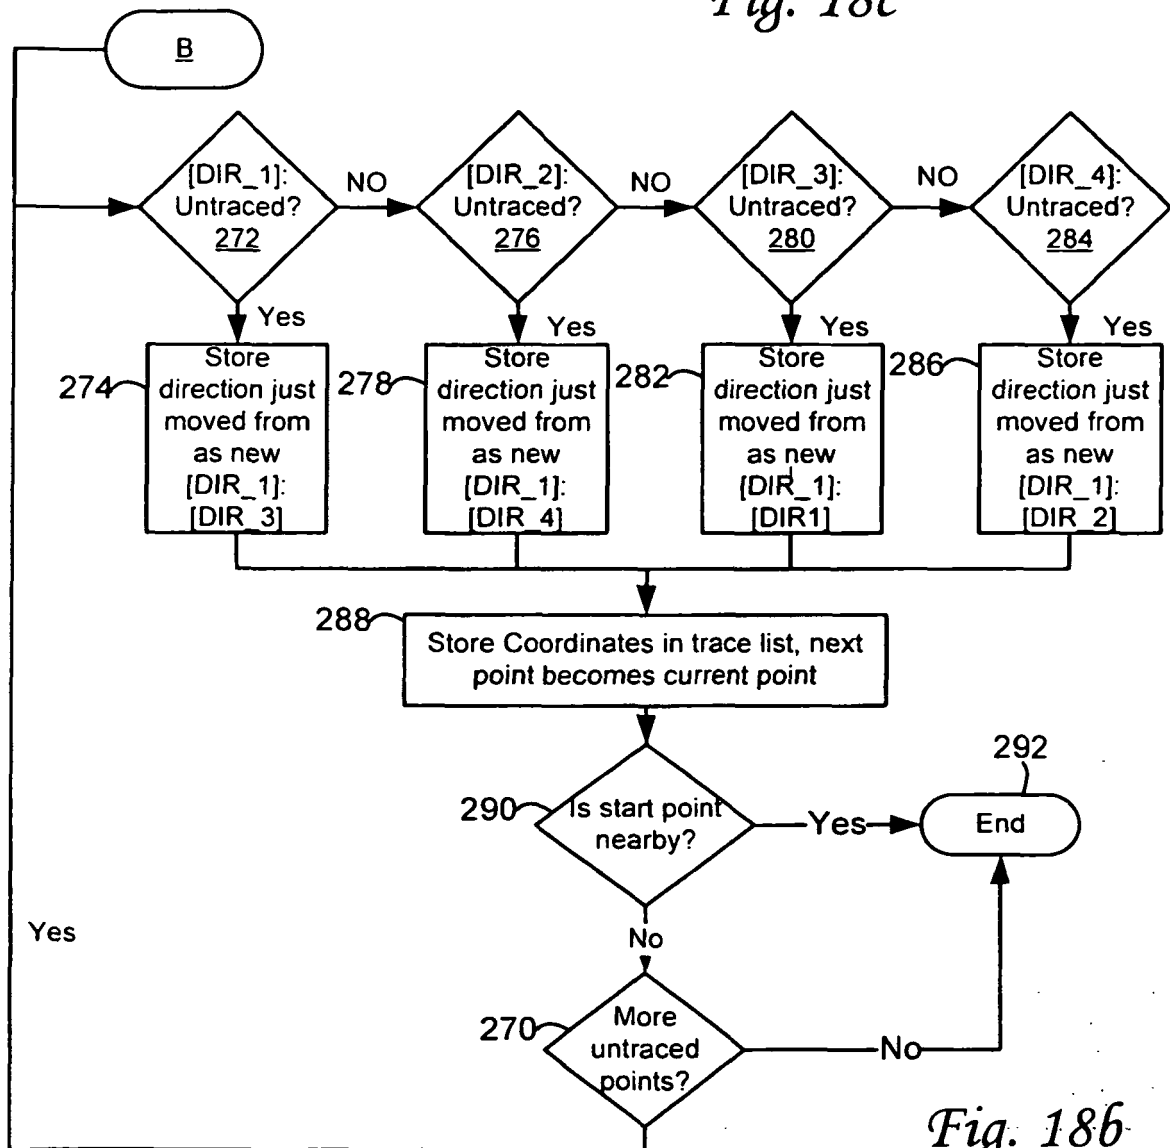 Fig. 18c
B
[DIR_1]:
Untraced?
272
NO
[DIR_2]:
Untraced?
276
NO
[DIR_3]:
Untraced?
280
NO
[DIR_4]:
Untraced?
284
Yes
Yes
Yes
Yes
274
Store
direction just
moved from
as new
[DIR_1]:
[DIR_3]
278
Store
direction just
moved from
as new
[DIR_1]:
[DIR_4]
282
Store
direction just
moved from
as new
[DIR_1]:
[DIR1]
286
Store
direction just
moved from
as new
[DIR_1]:
[DIR_2]
288
Store Coordinates in trace list, next
point becomes current point
290
Is start point
nearby?
Yes
292
End
No
Yes
270
More
untraced
points?
No
Fig. 18b